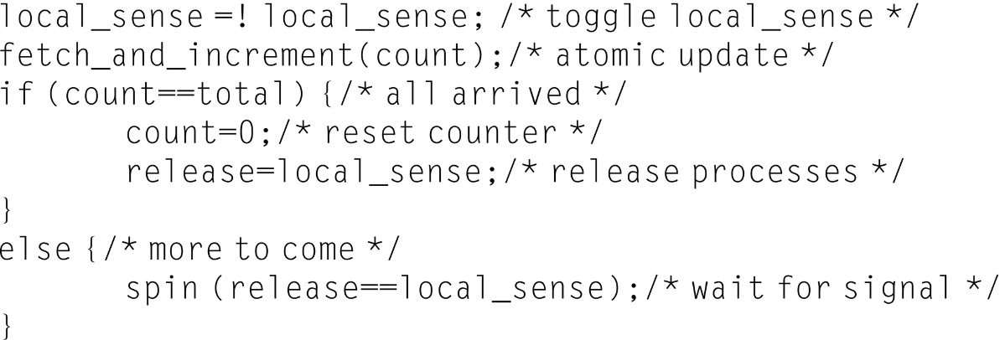 local_sense =! local_sense; /* toggle local_sense */
fetch_and_increment(count);/* atomic update */
if (count==total) {/* all arrived */
count=0;/* reset counter */
release=local_sense;/* release processes */
}
else {/* more to come */
spin (release==local_sense);/* wait for signal */
}